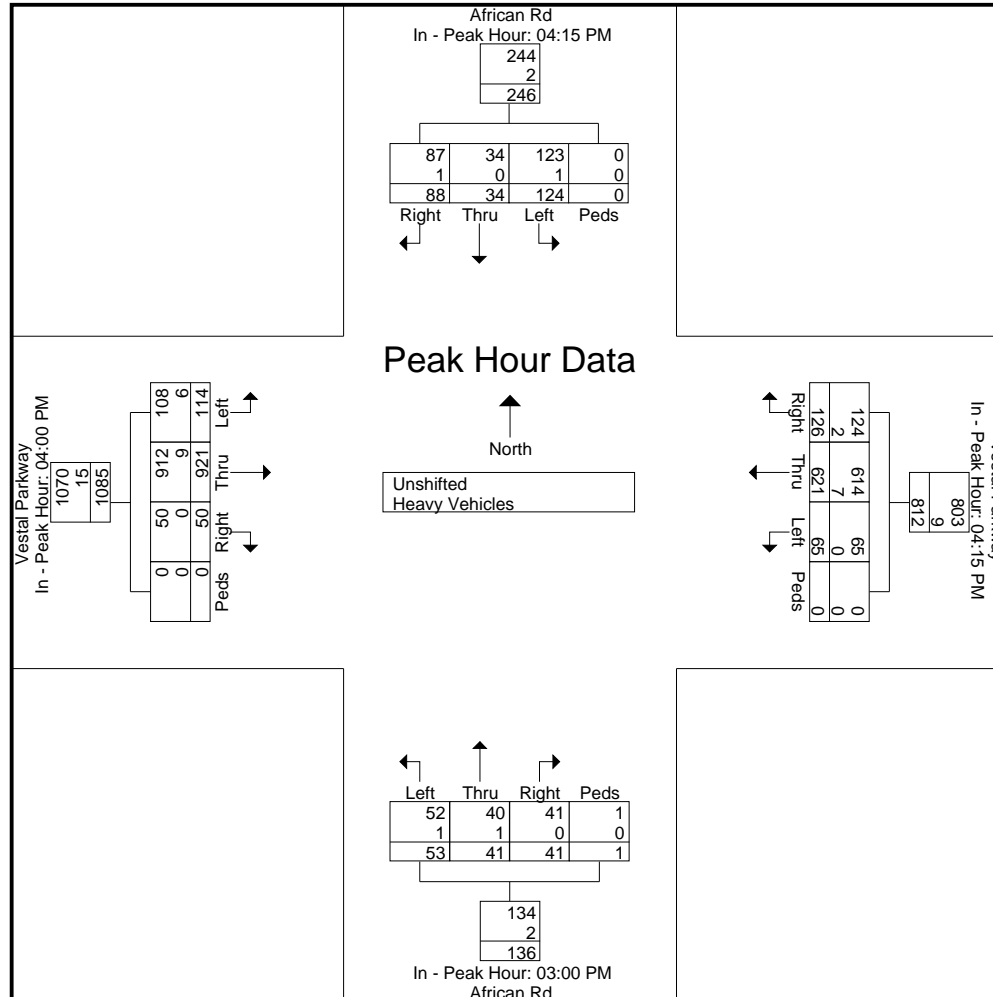 African Rd
In - Peak Hour: 04:15 PM
244
2
246
87 34 123 0
1 0 1 0
88 34 124 0
Right Thru Left Peds
Peak Hour Data
North
Unshifted
Heavy Vehicles
Vestal Parkway
In - Peak Hour: 04:00 PM
1070
15
1085
108 912 50 0
6 9 0 0
114 921 50 0
Left Thru Right Peds
In - Peak Hour: 04:15 PM
803
9
812
124 614 65 0
2 7 0 0
126 621 65 0
Right Thru Left Peds
Left Thru Right Peds
52 40 41 1
1 1 0 0
53 41 41 1
134
2
136
In - Peak Hour: 03:00 PM
African Rd